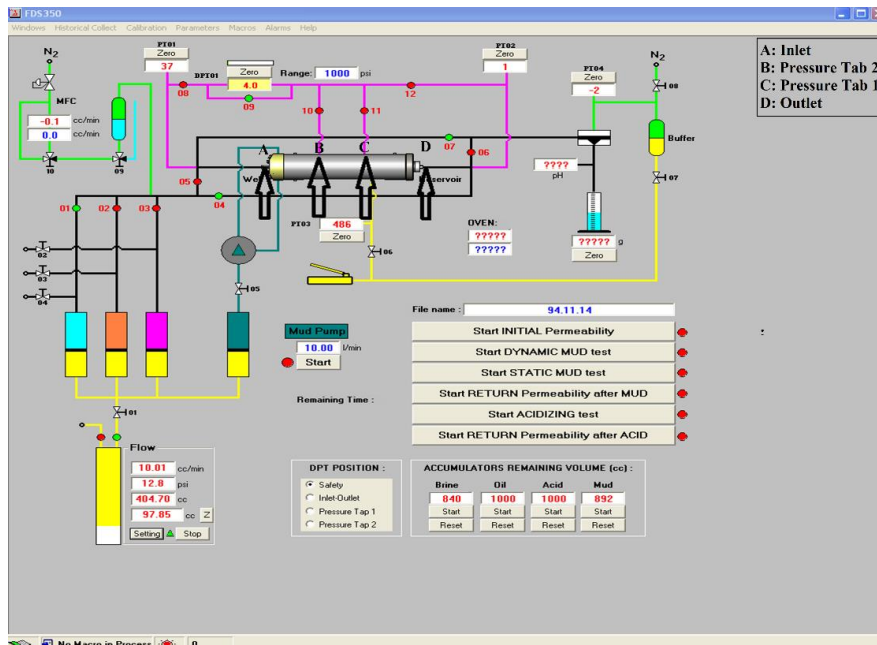 FDS350
Windows Historical Collect Calibration Parameters Macros Alarms Help
A: Inlet
B: Pressure Tab 2
C: Pressure Tab 1
D: Outlet
N2
PT01
Zero
37
DPT01
Zero
4.0
Range: 1000 psi
PT02
Zero
1
PT04
Zero
-2
N2
08
08
09
12
10
11
MFC
-0.1 cc/min
0.0 cc/min
10
09
Buffer
07
06
07
A B C D
05
04
Reservoir
???? pH
01 02 03
PT03
486
Zero
06
OVEN:
?????
?????
????? g
Zero
02
03
04
05
File name : 94.11.14
Mud Pump
10.00 l/min
Start
Start INITIAL Permeability
Start DYNAMIC MUD test
Start STATIC MUD test
Start RETURN Permeability after MUD
Start ACIDIZING test
Start RETURN Permeability after ACID
Remaining Time :
01
Flow
10.01 cc/min
12.8 psi
404.70 cc
97.85 cc Z
Setting Stop
DPT POSITION :
Safety
Inlet-Outlet
Pressure Tap 1
Pressure Tap 2
ACCUMULATORS REMAINING VOLUME (cc) :
Brine Oil Acid Mud
840 1000 1000 892
Start Start Start Start
Reset Reset Reset Reset
No Macro in Process 0